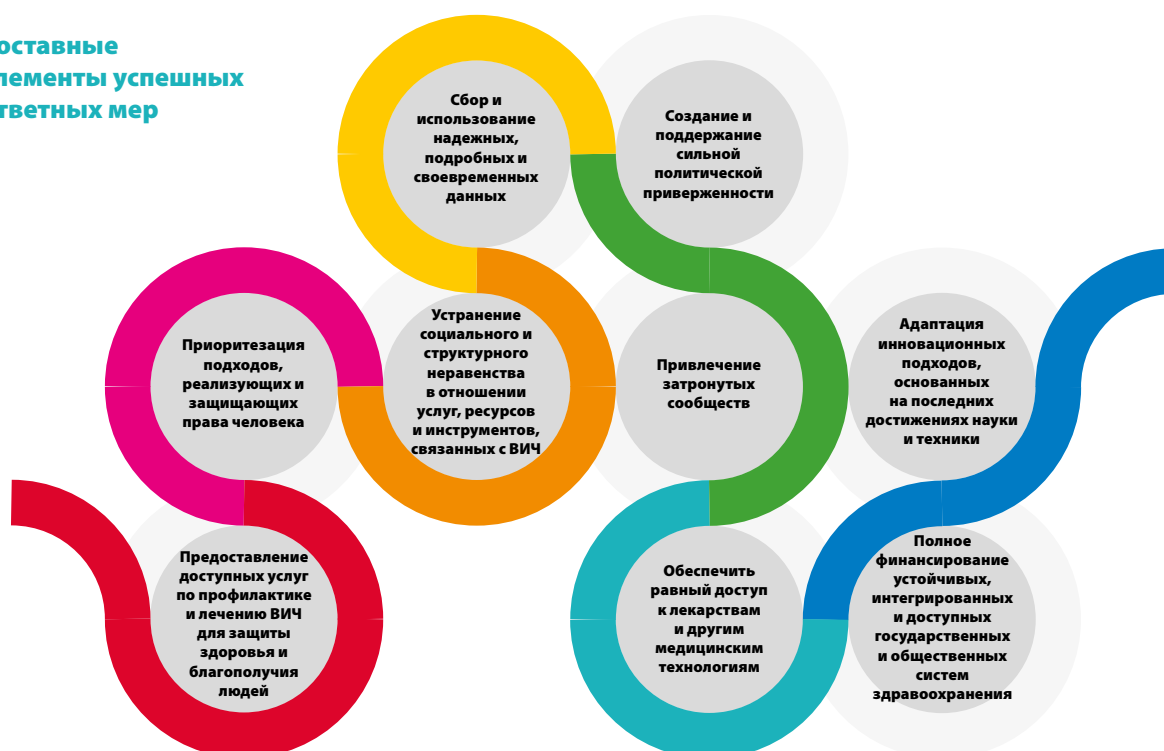 оставные
лементы успешных
тветных мер
Сбор и
использование
надежных,
подробных и
своевременных
данных
Создание и
поддержание
сильной
политической
приверженности
Приоритезация
подходов,
реализующих и
защищающих
права человека
Устранение
социального и
структурного
неравенства
в отношении
услуг, ресурсов
и инструментов,
связанных с ВИЧ
Привлечение
затронутых
сообществ
Адаптация
инновационных
подходов,
основанных
на последних
достижениях науки
и техники
Предоставление
доступных услуг
по профилактике
и лечению ВИЧ
для защиты
здоровья и
благополучия
людей
Обеспечить
равный доступ
к лекарствам
и другим
медицинским
технологиям
Полное
финансирование
устойчивых,
интегрированных
и доступных
государственных
и общественных
систем
здравоохранения